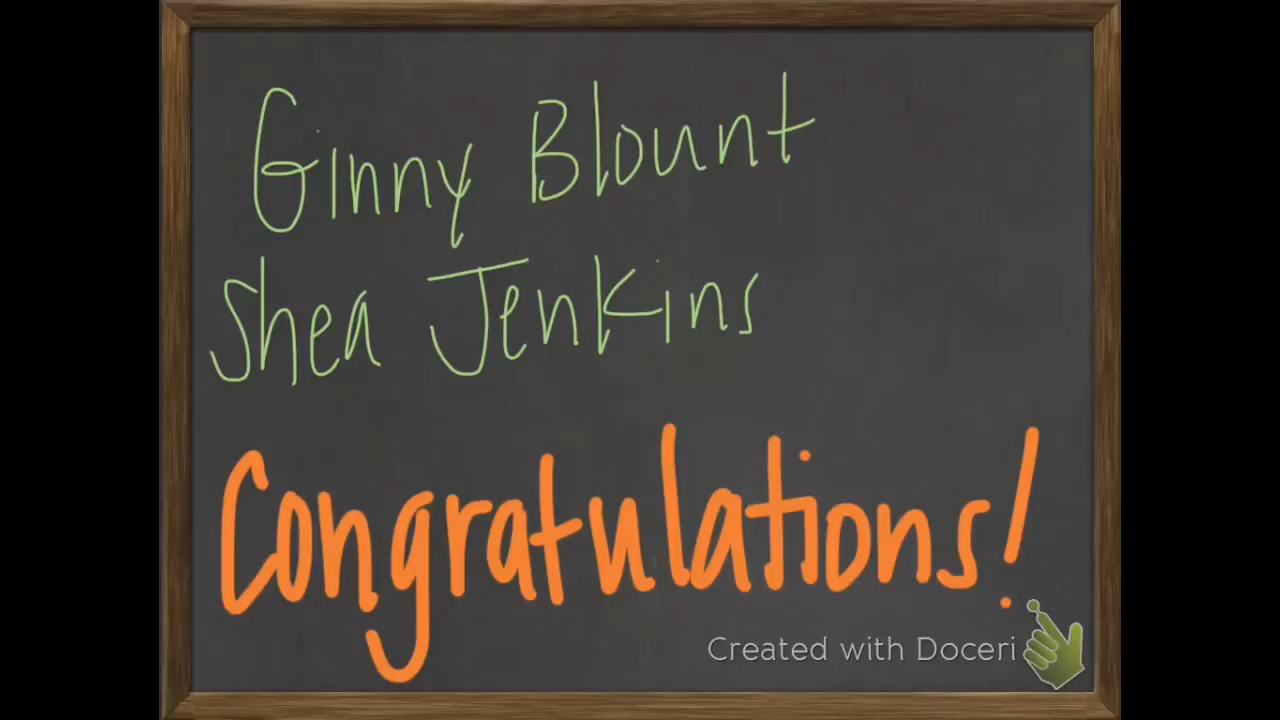 Ginny Blount
Shea Jenkins
Congratulations!
Created with Doceri